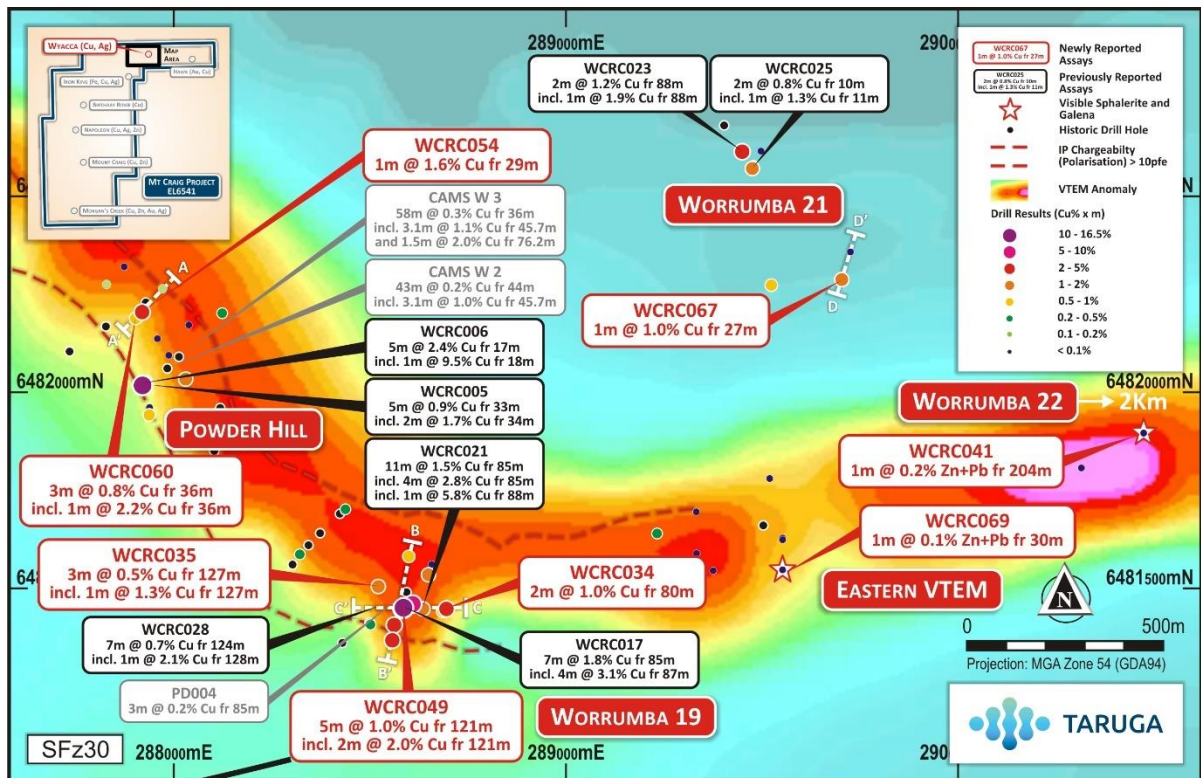 WYACCA (CU, AG)
MAP
AREA
HAWK (AU, CU)
IRON KING (FE, CU, AG)
BIRTHDAY RIDGE (CU)
NAPOLEON (CU, AG, ZN)
MOUNT CRAIG (CU, ZN)
MT CRAIG PROJECT
EL6541
MORGAN'S CREEK (CU, ZN, AU, AG)
289000mE
290
WCRC023
2m @ 1.2% Cu fr 88m
incl. 1m @ 1.9% Cu fr 88m
WCRC025
2m @ 0.8% Cu fr 10m
incl. 1m @ 1.3% Cu fr 11m
WCRC067
1m @ 1.0% Cu fr 27m
Newly Reported
Assays
WCRC025
2m @ 0.8% Cu fr 10m
incl. 1m @ 1.3% Cu fr 11m
Previously Reported
Assays
Visible Sphalerite and
Galena
Historic Drill Hole
IP Chargeabilty
(Polarisation) > 10pfe
VTEM Anomaly
Drill Results (Cu% x m)
10 - 16.5%
5 - 10%
2 - 5%
1 - 2%
0.5 - 1%
0.2 - 0.5%
0.1 - 0.2%
< 0.1%
WCRC054
1m @ 1.6% Cu fr 29m
CAMS W 3
58m @ 0.3% Cu fr 36m
incl. 3.1m @ 1.1% Cu fr 45.7m
and 1.5m @ 2.0% Cu fr 76.2m
CAMS W 2
43m @ 0.2% Cu fr 44m
incl. 3.1m @ 1.0% Cu fr 45.7m
WORRUMBA 21
D'
D
WCRC067
1m @ 1.0% Cu fr 27m
A
A'
WCRC006
5m @ 2.4% Cu fr 17m
incl. 1m @ 9.5% Cu fr 18m
WCRC005
5m @ 0.9% Cu fr 33m
incl. 2m @ 1.7% Cu fr 34m
WCRC021
11m @ 1.5% Cu fr 85m
incl. 4m @ 2.8% Cu fr 85m
incl. 1m @ 5.8% Cu fr 88m
6482000mN
6482000mN
POWDER HILL
WORRUMBA 22
2Km
WCRC041
1m @ 0.2% Zn+Pb fr 204m
WCRC060
3m @ 0.8% Cu fr 36m
incl. 1m @ 2.2% Cu fr 36m
WCRC069
1m @ 0.1% Zn+Pb fr 30m
EASTERN VTEM
WCRC035
3m @ 0.5% Cu fr 127m
incl. 1m @ 1.3% Cu fr 127m
B
C'
C
B'
WCRC034
2m @ 1.0% Cu fr 80m
6481500mN
N
0
500m
Projection: MGA Zone 54 (GDA94)
WCRC028
7m @ 0.7% Cu fr 124m
incl. 1m @ 2.1% Cu fr 128m
WCRC017
7m @ 1.8% Cu fr 85m
incl. 4m @ 3.1% Cu fr 87m
PD004
3m @ 0.2% Cu fr 85m
WCRC049
5m @ 1.0% Cu fr 121m
incl. 2m @ 2.0% Cu fr 121m
WORRUMBA 19
TARUGA
SFz30
288000mE
289000mE
290